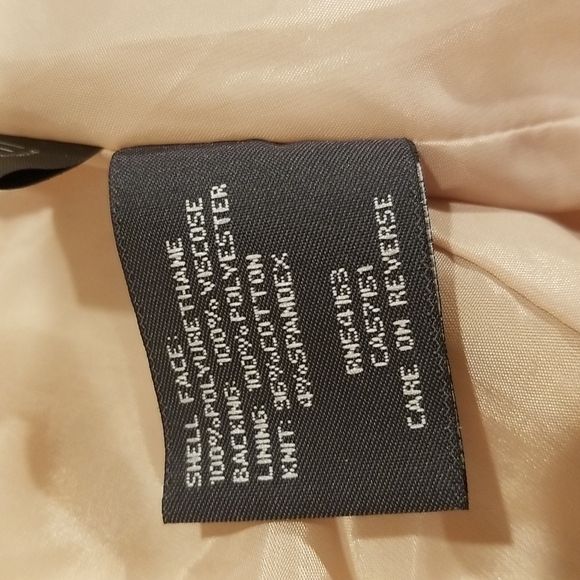 SHELL FACE:
100%POLYURETHAME
BACKING: 100% VISCOSE
LINING: 100%POLYESTER
KNIT: 96%COTTON
4%SPANDEX
RN54163
CA57151
CARE ON REVERSE